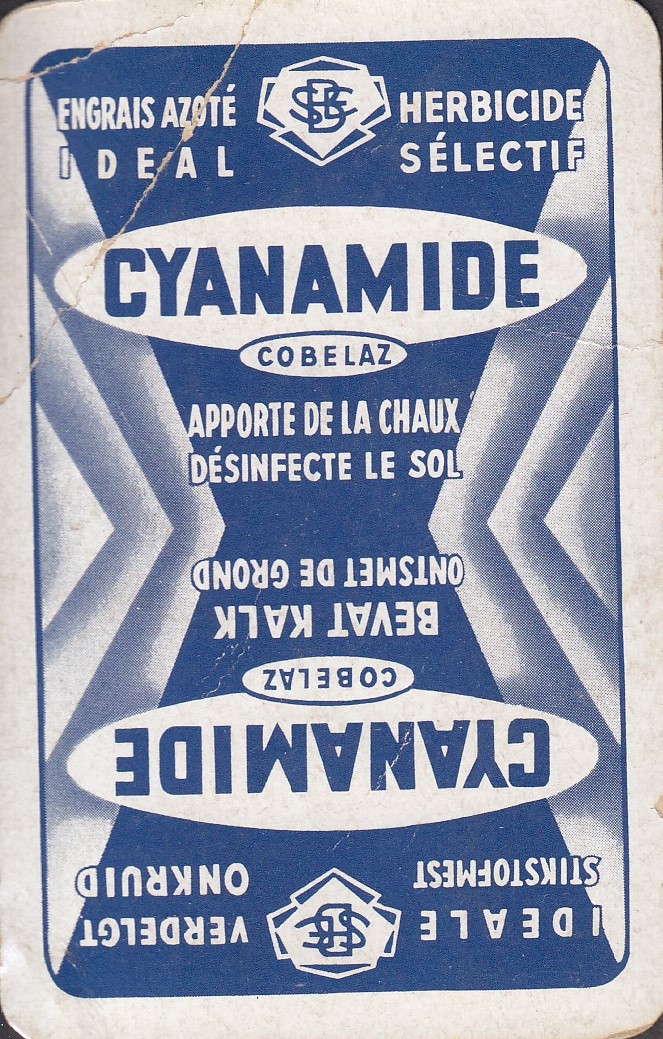 ENGRAIS AZOTÉ
IDEAL
HERBICIDE
SÉLECTIF
CYANAMIDE
COBELAZ
APPORTE DE LA CHAUX
DÉSINFECTE LE SOL
IDEALE
STIKSTOFMEST
VERDELGT
ONKRUID
CYANAMIDE
COBELAZ
BEVAT KALK
ONTSMET DE GROND